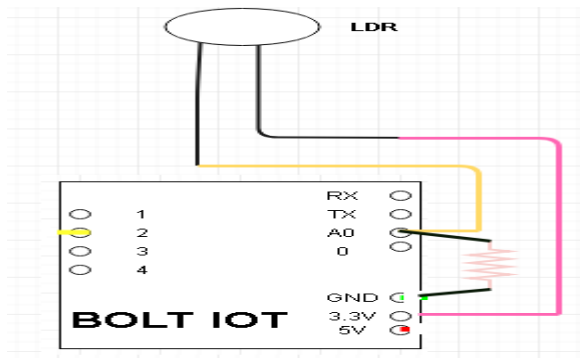 LDR
RX
1 TX
2 A0
3 0
4
GND
BOLT IOT 3.3V
5V